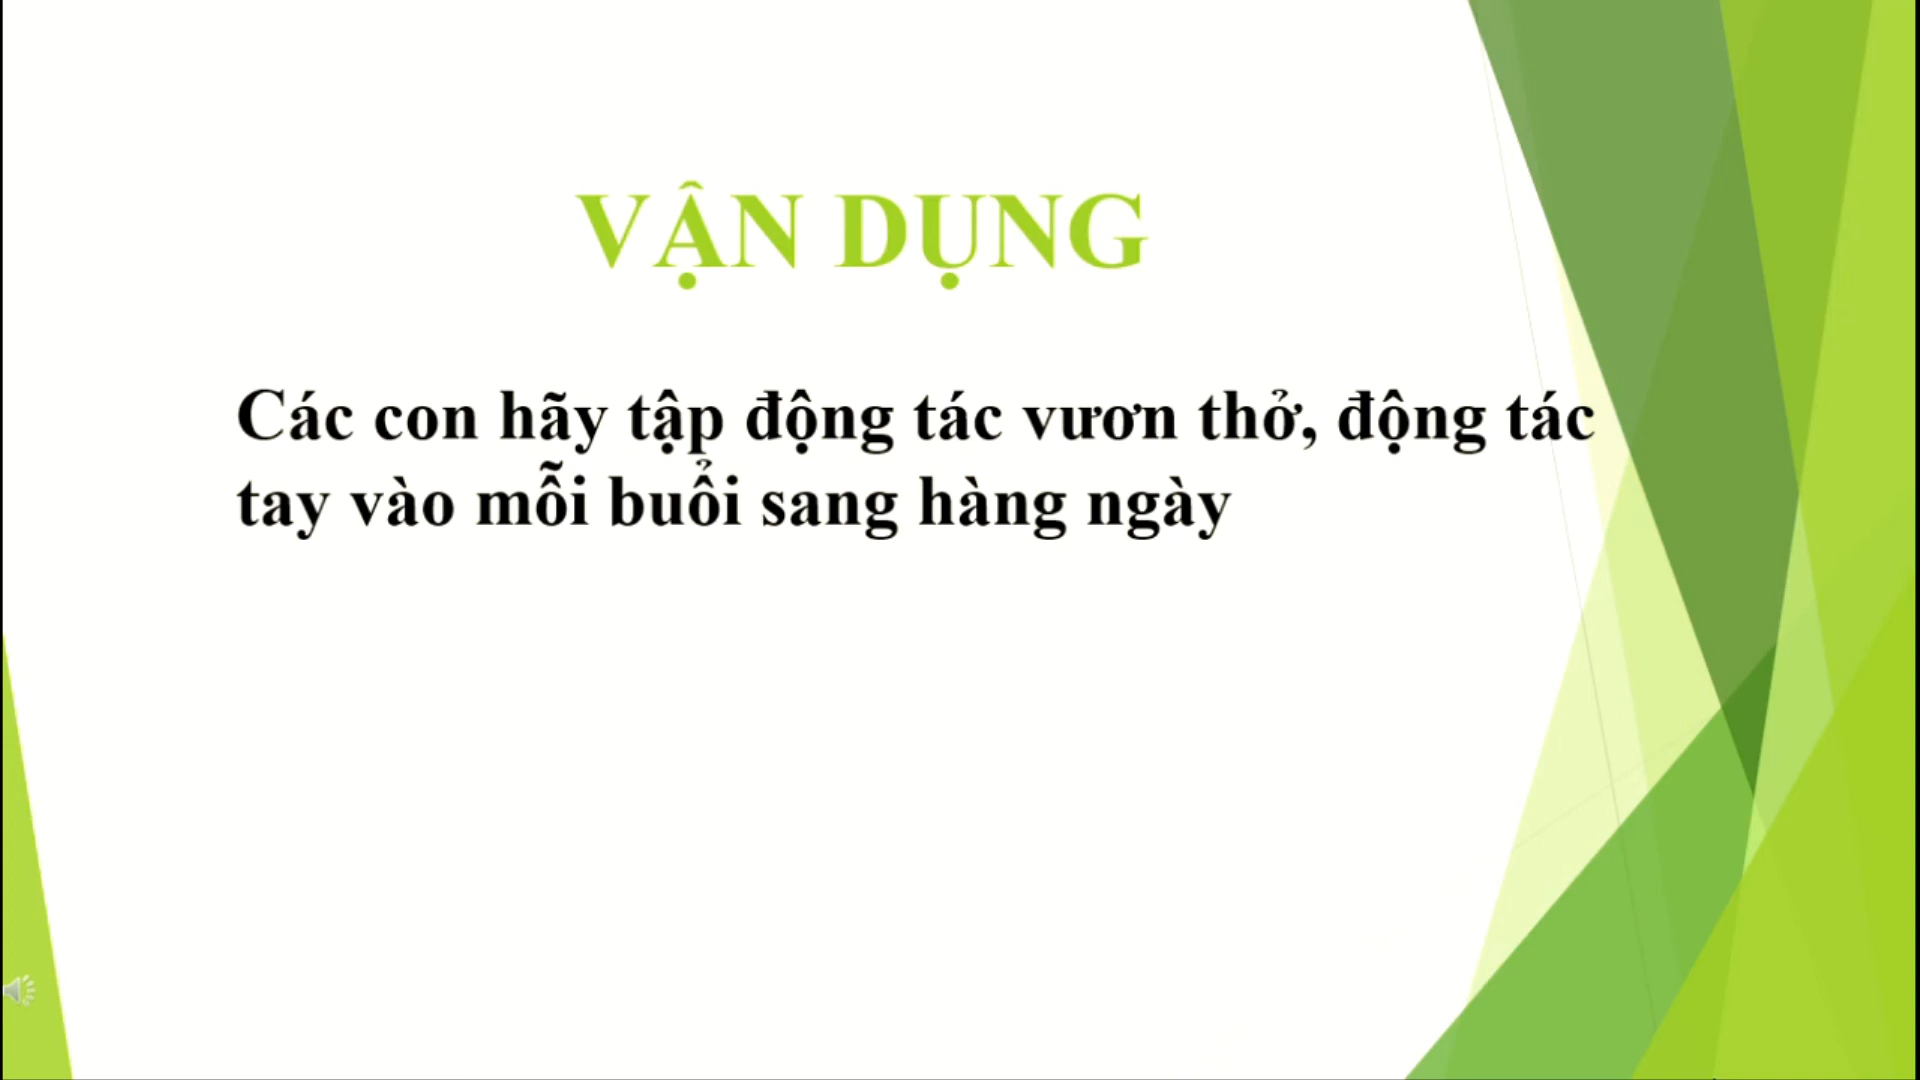 VẬN DỤNG
Các con hãy tập động tác vươn thở, động tác
tay vào mỗi buổi sang hàng ngày